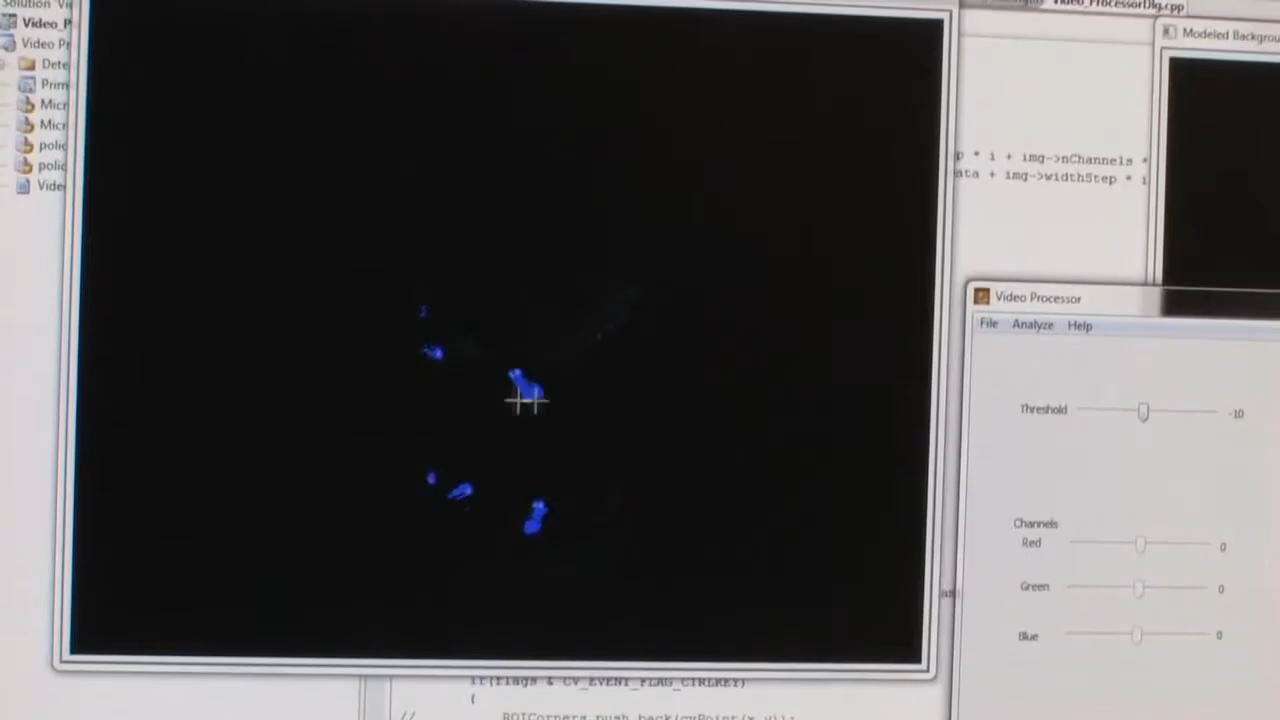 Solution
Video_ProcessorDlg.cpp
Video_P
Modeled Backgrou
Video Pr
Dete
Prim
Micr
Micr
polic
polic
Vide
p * i + img->nChannels *
ata + img->widthStep * i
Video Processor
File Analyze Help
Threshold -10
Channels
Red 0
Green 0
Blue 0
if(flags & CV_EVENT_FLAG_CTRLKEY)
{
// ROICorners.push_back(cvPoint(x,y));